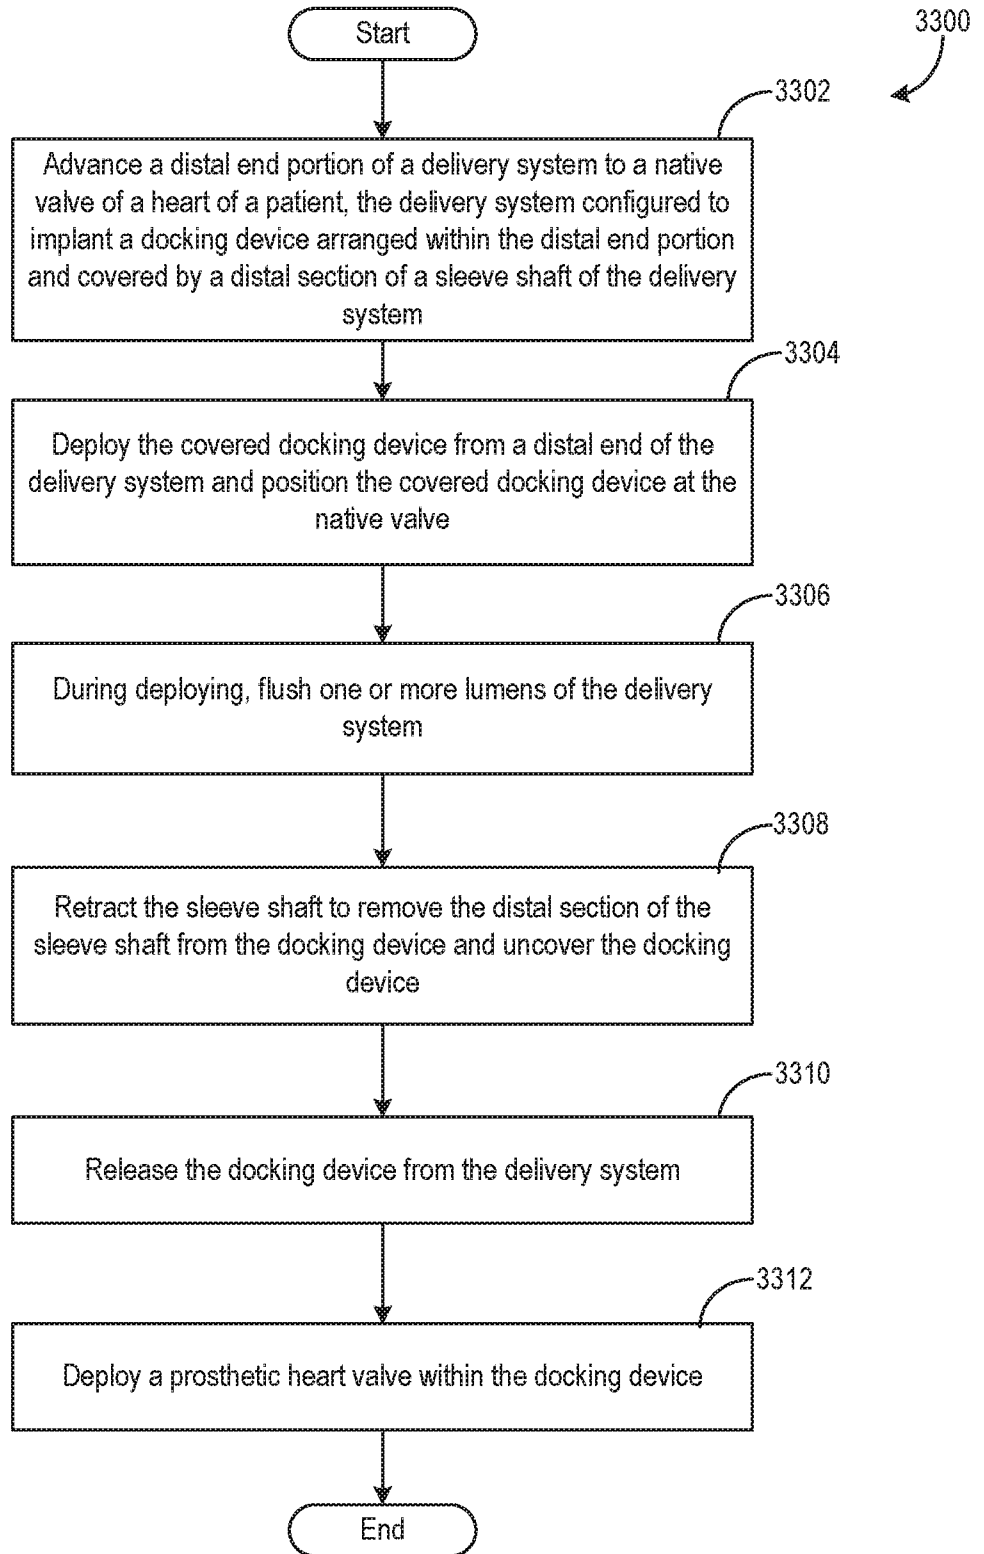 Start
3300
3302
Advance a distal end portion of a delivery system to a native
valve of a heart of a patient, the delivery system configured to
implant a docking device arranged within the distal end portion
and covered by a distal section of a sleeve shaft of the delivery
system
3304
Deploy the covered docking device from a distal end of the
delivery system and position the covered docking device at the
native valve
3306
During deploying, flush one or more lumens of the delivery
system
3308
Retract the sleeve shaft to remove the distal section of the
sleeve shaft from the docking device and uncover the docking
device
3310
Release the docking device from the delivery system
3312
Deploy a prosthetic heart valve within the docking device
End